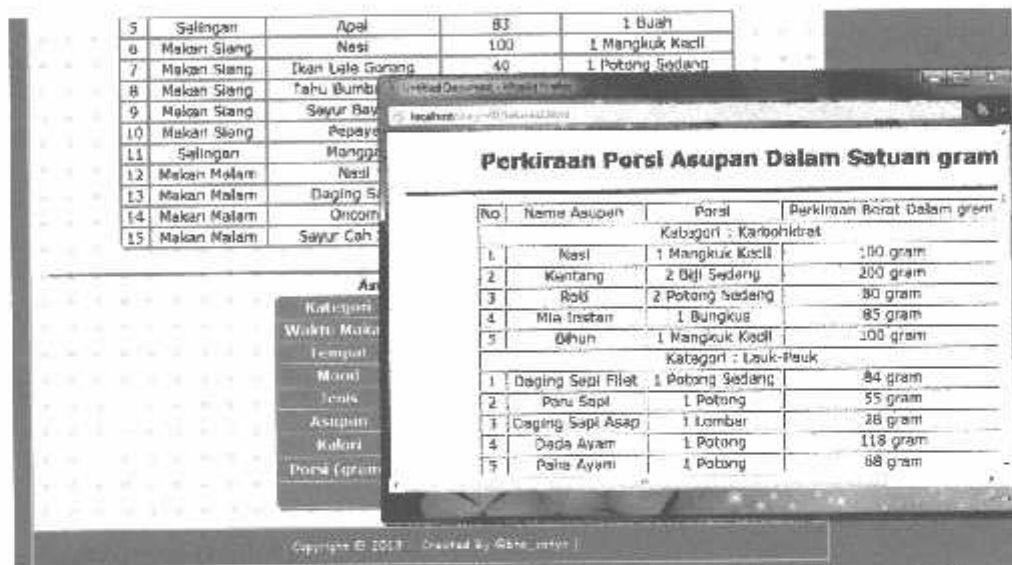 5 Selingan Apel 83 1 Buah
6 Makan Siang Nasi 100 1 Mangkuk Kecil
7 Makan Siang Ikan Lele Goreng 40 1 Potong Sedang
8 Makan Siang Tahu Bumb
9 Makan Siang Sayur Bay
10 Makan Siang Pepaya
11 Selingan Mangga
12 Makan Malam Nasi
13 Makan Malam Daging S
14 Makan Malam Oncom
15 Makan Malam Sayur Cah
Kategori
Waktu Maka
Tempat
Mood
Jenis
Asupan
Kalori
Porsi (gram
Copyright © 2013 Created By
Untitled Document - Mozilla Firefox
localhost
Perkiraan Porsi Asupan Dalam Satuan gram
No Nama Asupan Porsi Perkiraan Berat Dalam gram
Kategori : Karbohidrat
1 Nasi 1 Mangkuk Kecil 100 gram
2 Kentang 2 Biji Sedang 200 gram
3 Roti 2 Potong Sedang 80 gram
4 Mie Instan 1 Bungkus 85 gram
5 Bihun 1 Mangkuk Kecil 100 gram
Kategori : Lauk-Pauk
1 Daging Sapi Filet 1 Potong Sedang 84 gram
2 Paru Sapi 1 Potong 55 gram
3 Daging Sapi Asap 1 Lembar 28 gram
4 Dada Ayam 1 Potong 118 gram
5 Paha Ayam 1 Potong 68 gram